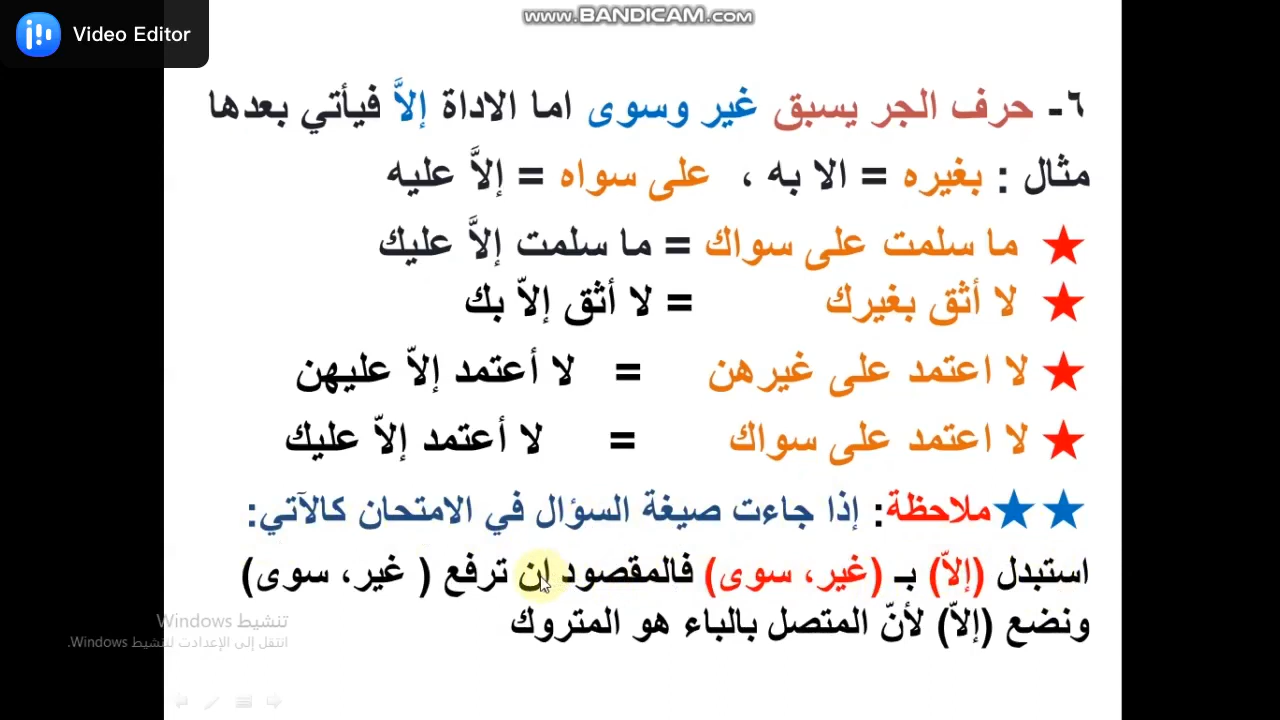 www.BANDICAM.com
Video Editor
٦- حرف الجر يسبق غير وسوى اما الاداة إلاَّ فيأتي بعدها
مثال : بغيره = الا به ، على سواه = إلاَّ عليه
★ ما سلمت على سواك = ما سلمت إلاَّ عليك
★ لا أثق بغيرك = لا أثق إلاّ بك
★ لا اعتمد على غيرهن = لا أعتمد إلاّ عليهن
★ لا اعتمد على سواك = لا أعتمد إلاّ عليك
★★ملاحظة: إذا جاءت صيغة السؤال في الامتحان كالآتي:
استبدل (إلاّ) بـ (غير، سوى) فالمقصود ان ترفع ( غير، سوى)
ونضع (إلاّ) لأنّ المتصل بالباء هو المتروك
تنشيط Windows
انتقل إلى الإعدادت لتنشيط Windows.